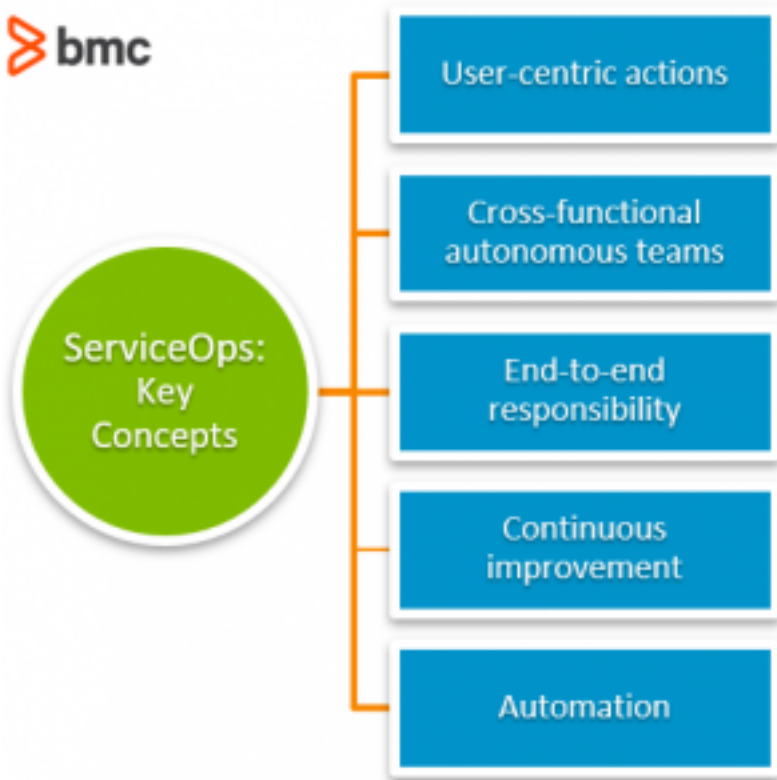 bmc
ServiceOps:
Key
Concepts
User-centric actions
Cross-functional
autonomous teams
End-to-end
responsibility
Continuous
improvement
Automation